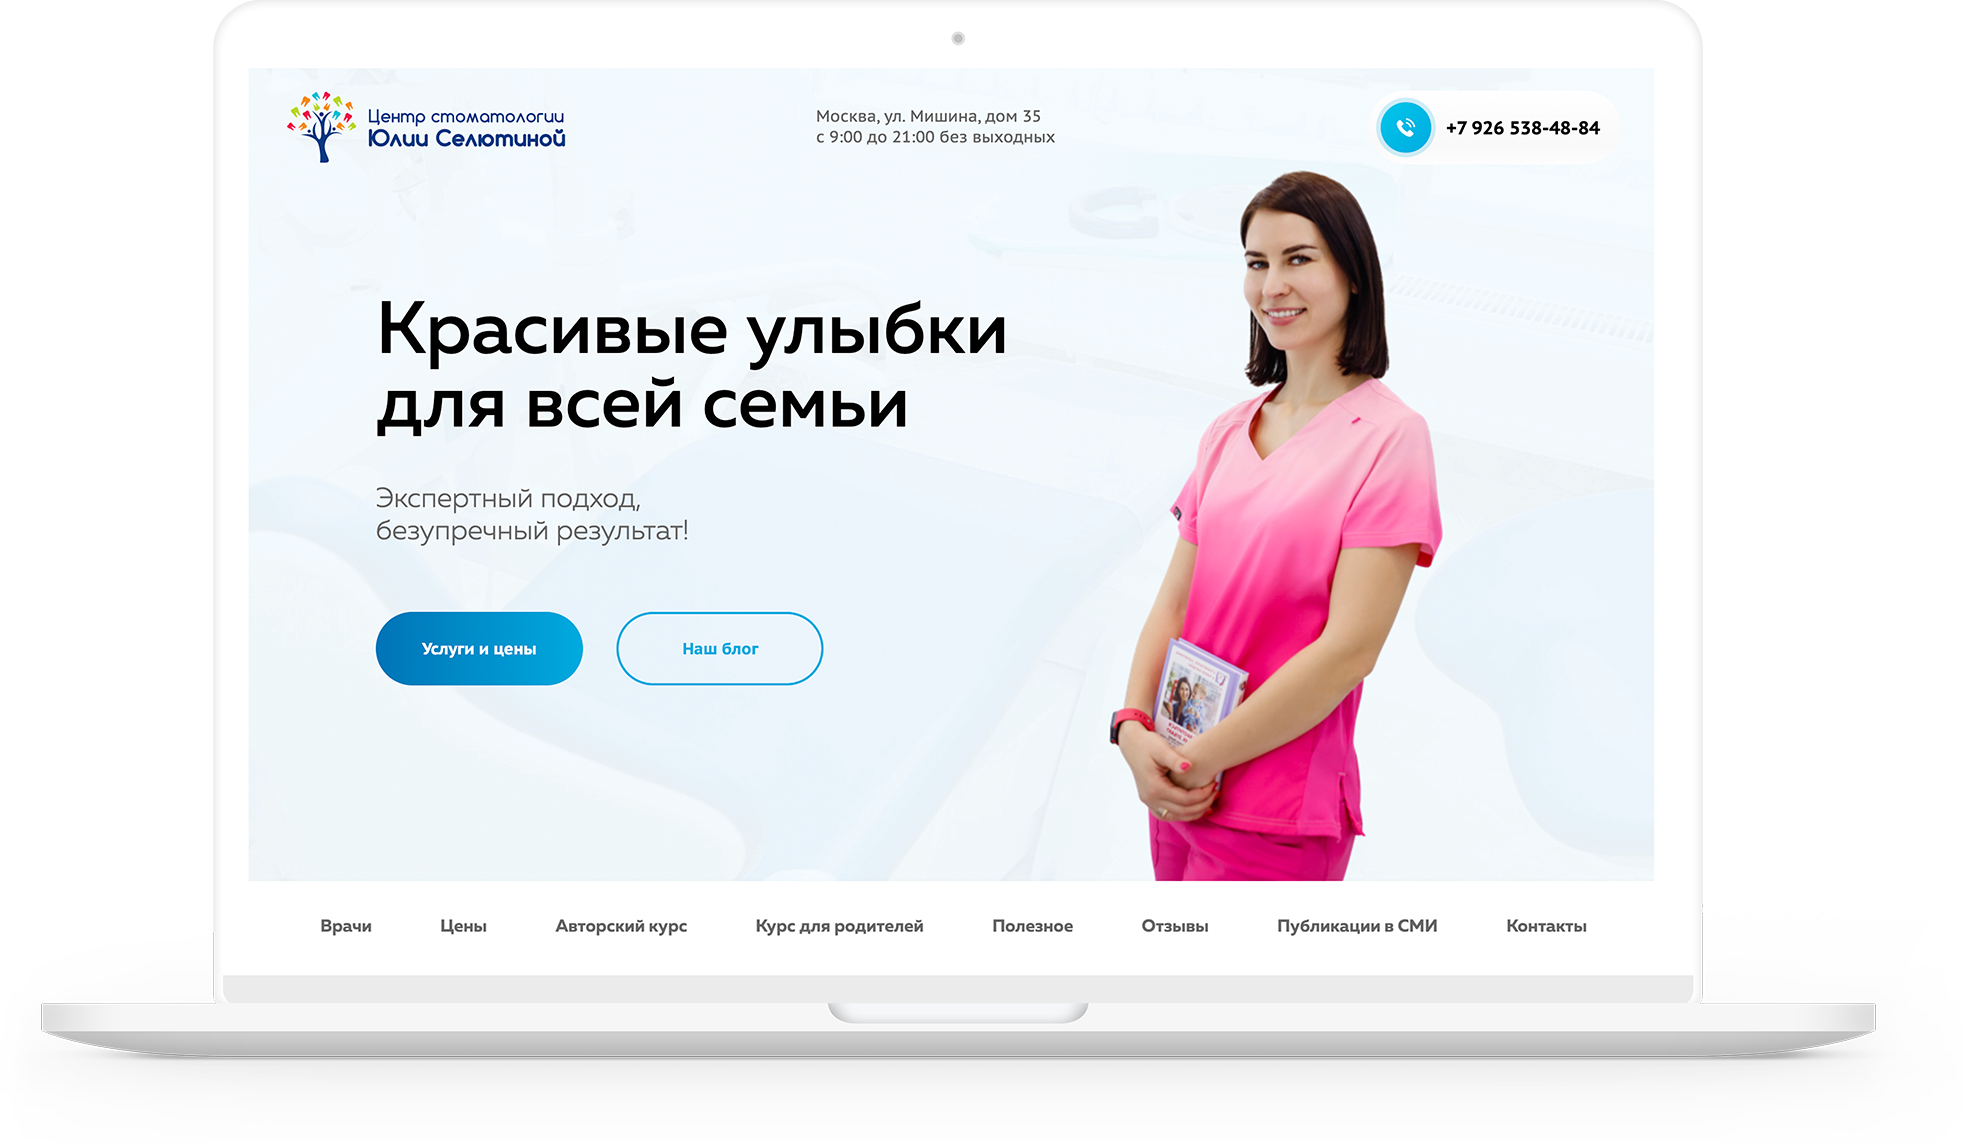 Центр стоматологии
Юлии Селютиной
Москва, ул. Мишина, дом 35
с 9:00 до 21:00 без выходных
+7 926 538-48-84
Красивые улыбки
для всей семьи
Экспертный подход,
безупречный результат!
Услуги и цены
Наш блог
Врачи
Цены
Авторский курс
Курс для родителей
Полезное
Отзывы
Публикации в СМИ
Контакты